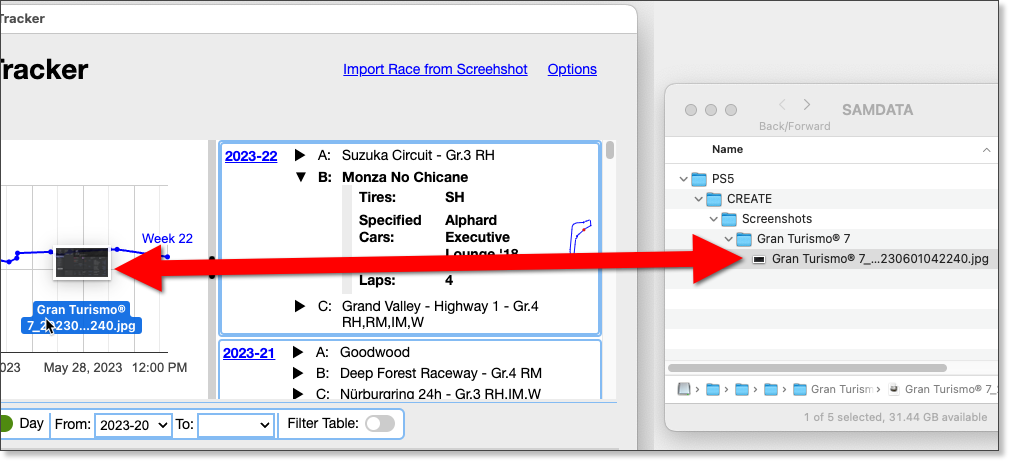 Tracker
Tracker
Import Race from Screehshot
Options
2023-22
A: Suzuka Circuit - Gr.3 RH
B: Monza No Chicane
Tires: SH
Specified Alphard
Cars: Executive
Lounge '18
Laps: 4
C: Grand Valley - Highway 1 - Gr.4
RH,RM,IM,W
2023-21
A: Goodwood
B: Deep Forest Raceway - Gr.4 RM
C: Nürburgring 24h - Gr.3 RH,IM,W
Week 22
Gran Turismo®
7_2 230...240.jpg
023
May 28, 2023
12:00 PM
Day
From:
2023-20
To:
Filter Table:
SAMDATA
Back/Forward
Name
PS5
CREATE
Screenshots
Gran Turismo® 7
Gran Turismo® 7_...230601042240.jpg
Gran Turism
Gran Turismo® 7_
1 of 5 selected, 31.44 GB available